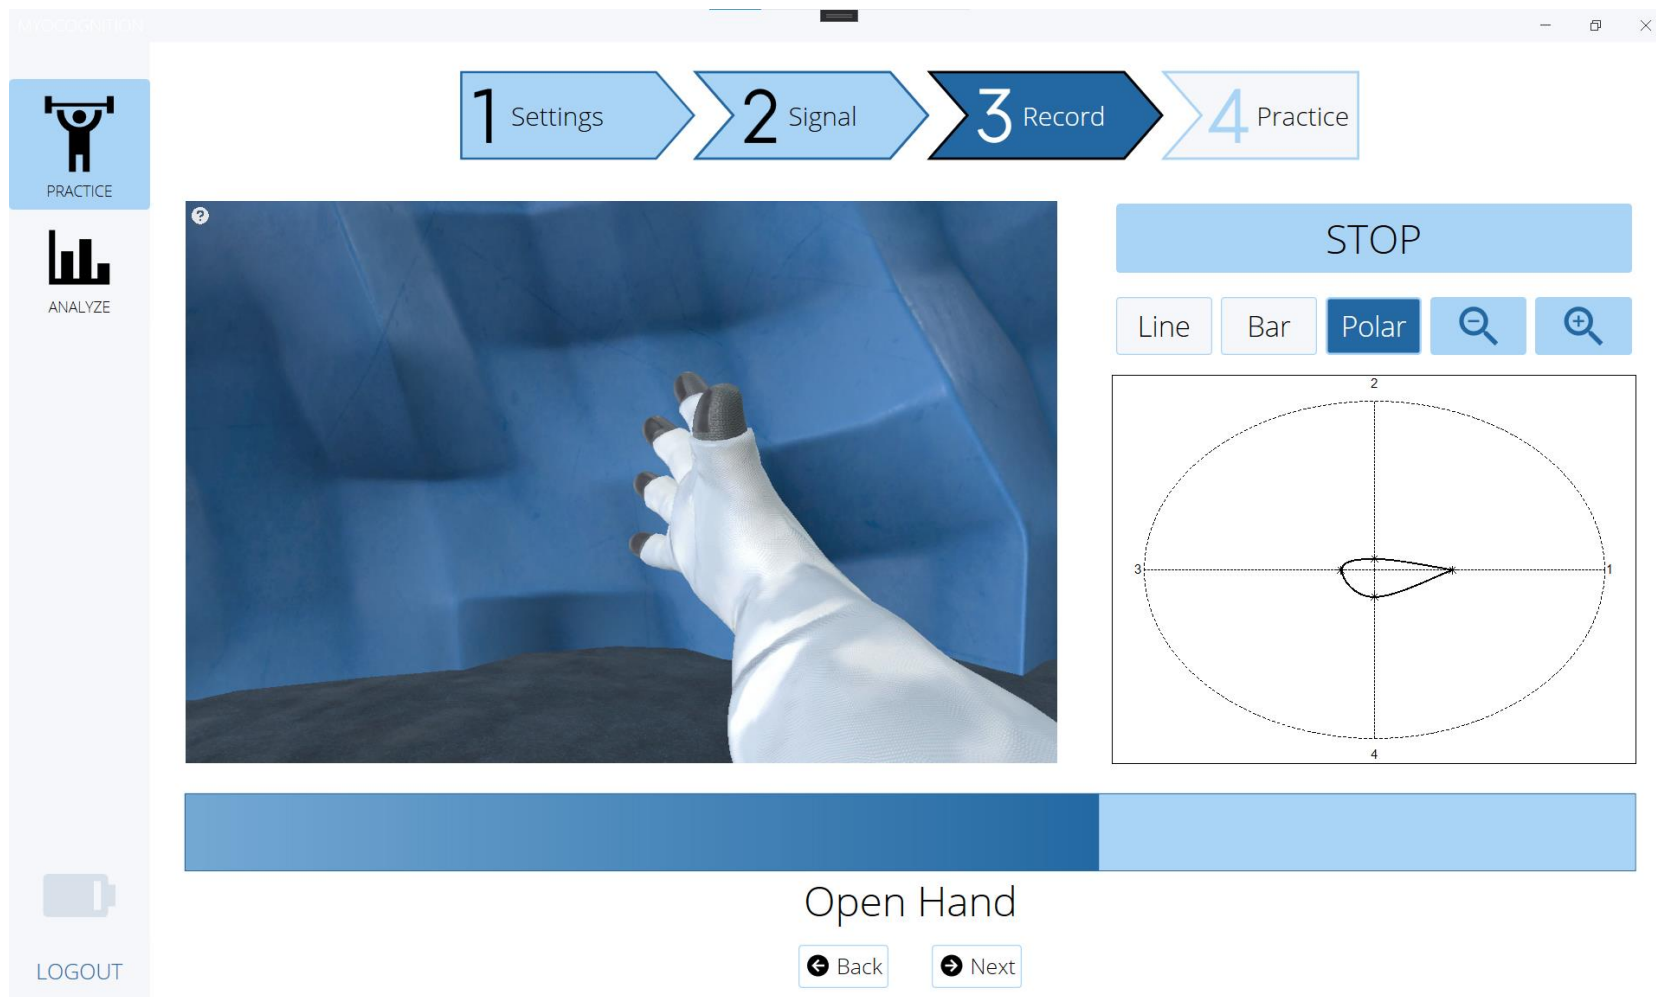 MYOCOGNITION
1 Settings
2 Signal
3 Record
4 Practice
PRACTICE
ANALYZE
?
STOP
Line
Bar
Polar
2
3
1
4
Open Hand
Back
Next
LOGOUT